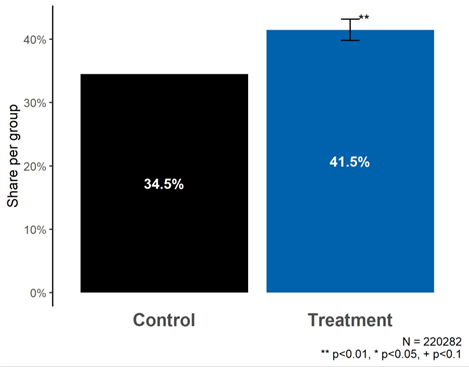 Share per group
40%
30%
20%
10%
0%
**
34.5%
41.5%
Control
Treatment
N = 220282
** p<0.01, * p<0.05, + p<0.1